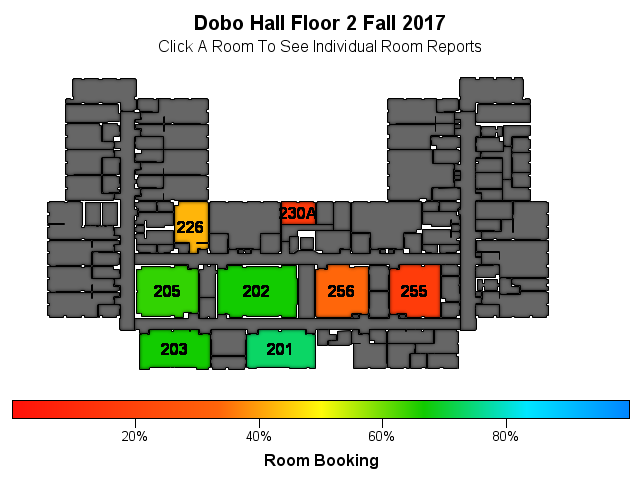 Dobo Hall Floor 2 Fall 2017
Click A Room To See Individual Room Reports
230A
226
205
202
256
255
203
201
20%
40%
60%
80%
Room Booking